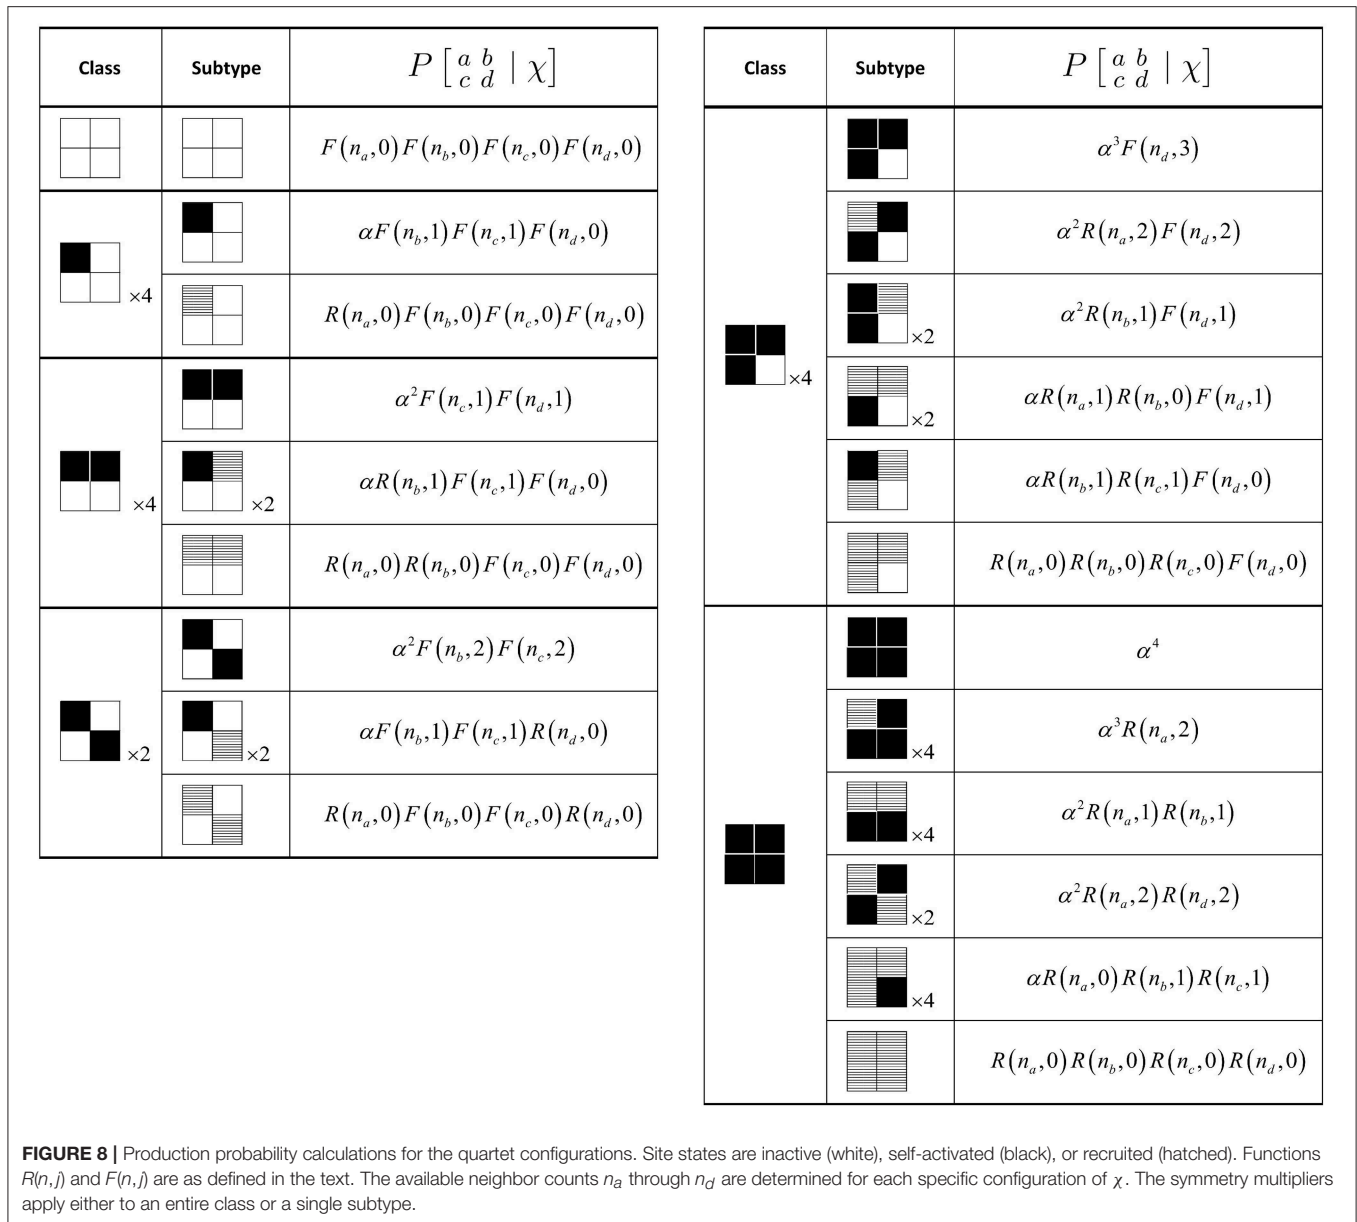 Class Subtype P [ a b c d | χ ]
F(n_a,0)F(n_b,0)F(n_c,0)F(n_d,0)
αF(n_b,1)F(n_c,1)F(n_d,0)
×4
R(n_a,0)F(n_b,0)F(n_c,0)F(n_d,0)
α²F(n_c,1)F(n_d,1)
×4 ×2 αR(n_b,1)F(n_c,1)F(n_d,0)
R(n_a,0)R(n_b,0)F(n_c,0)F(n_d,0)
α²F(n_b,2)F(n_c,2)
×2 ×2 αF(n_b,1)F(n_c,1)R(n_d,0)
R(n_a,0)F(n_b,0)F(n_c,0)R(n_d,0)
Class Subtype P [ a b c d | χ ]
α³F(n_d,3)
α²R(n_a,2)F(n_d,2)
×2 α²R(n_b,1)F(n_d,1)
×4
×2 αR(n_a,1)R(n_b,0)F(n_d,1)
αR(n_b,1)R(n_c,1)F(n_d,0)
R(n_a,0)R(n_b,0)R(n_c,0)F(n_d,0)
α⁴
×4 α³R(n_a,2)
×4 α²R(n_a,1)R(n_b,1)
×2 α²R(n_a,2)R(n_d,2)
×4 αR(n_a,0)R(n_b,1)R(n_c,1)
R(n_a,0)R(n_b,0)R(n_c,0)R(n_d,0)
FIGURE 8 | Production probability calculations for the quartet configurations. Site states are inactive (white), self-activated (black), or recruited (hatched). Functions
R(n, j) and F(n, j) are as defined in the text. The available neighbor counts n_a through n_d are determined for each specific configuration of χ. The symmetry multipliers
apply either to an entire class or a single subtype.